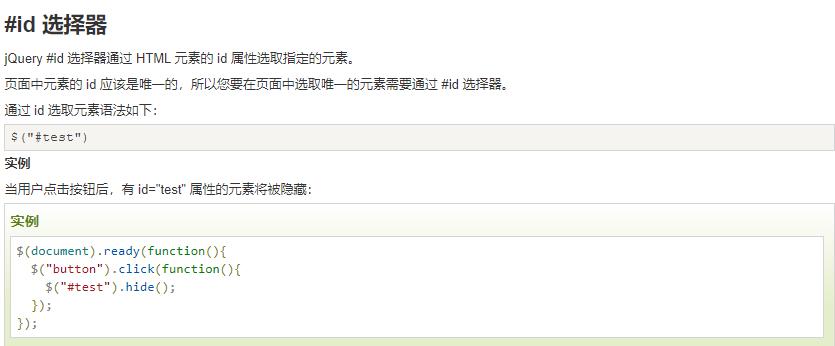 #id 选择器
jQuery #id 选择器通过 HTML 元素的 id 属性选取指定的元素。
页面中元素的 id 应该是唯一的，所以您要在页面中选取唯一的元素需要通过 #id 选择器。
通过 id 选取元素语法如下：
$("#test")
实例
当用户点击按钮后，有 id="test" 属性的元素将被隐藏：
实例
$(document).ready(function(){
  $("button").click(function(){
    $("#test").hide();
  });
});